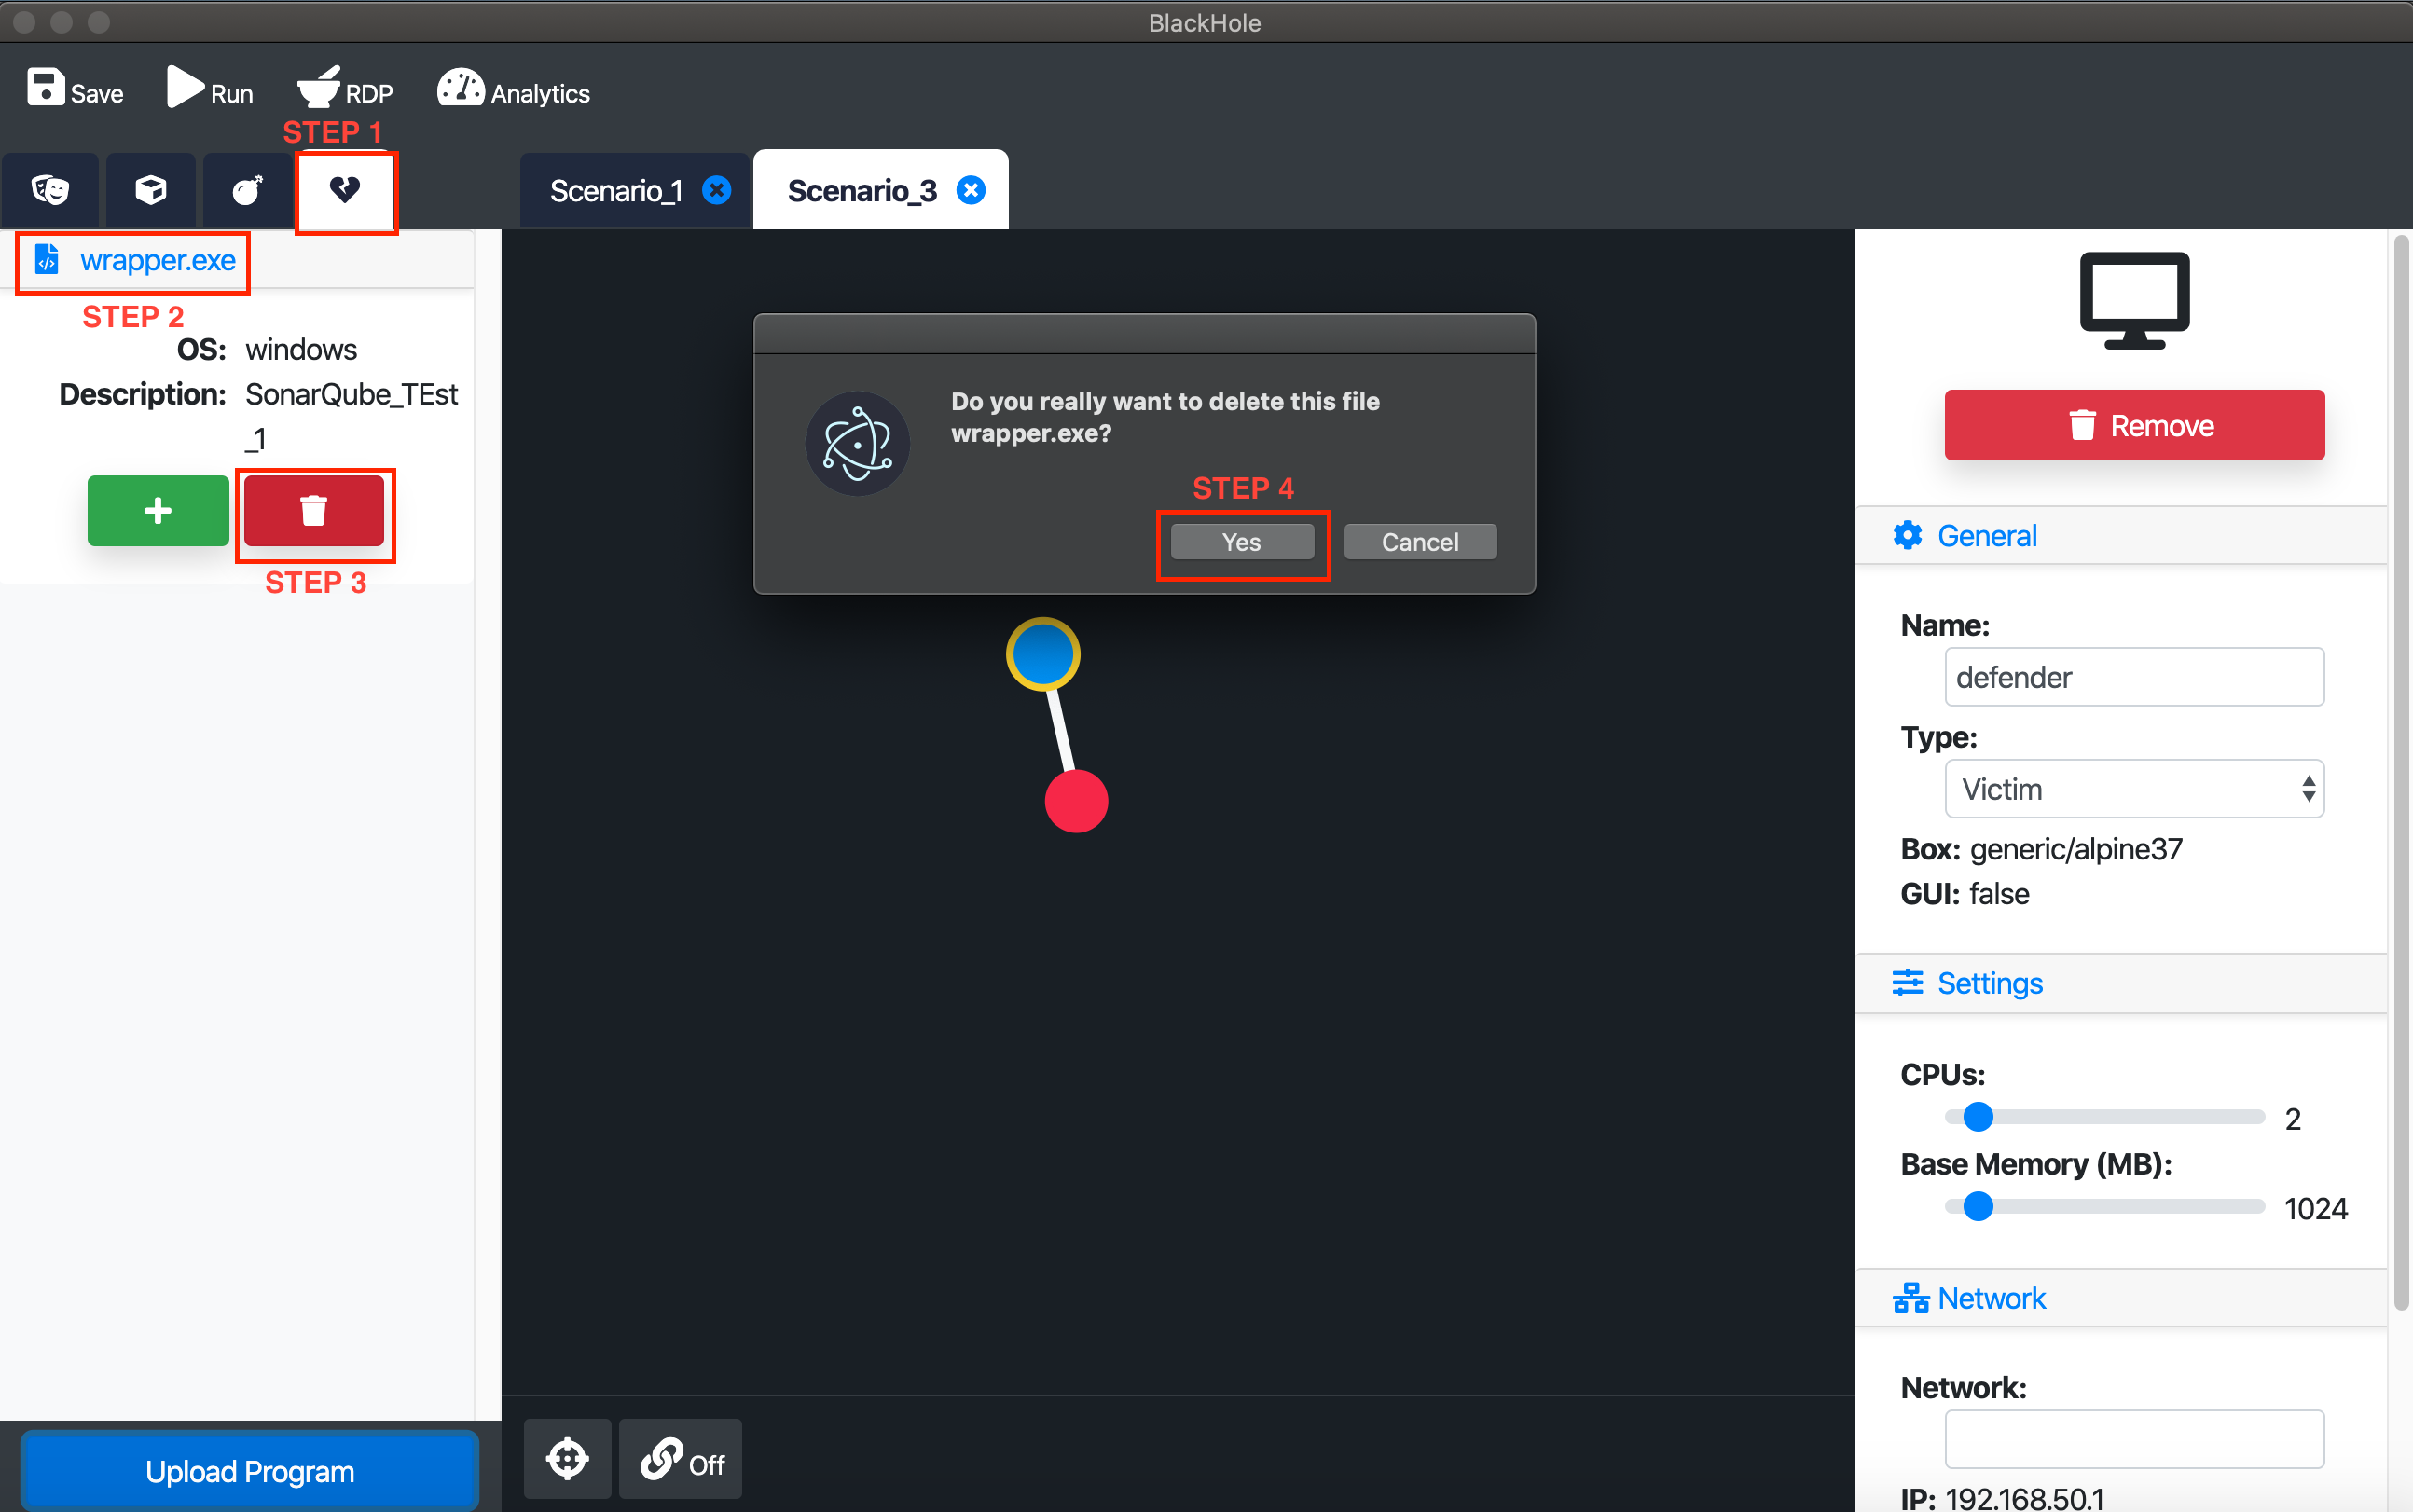 BlackHole
Save
Run
RDP
Analytics
STEP 1
Scenario_1
Scenario_3
wrapper.exe
STEP 2
OS: windows
Description: SonarQube_TEst
_1
STEP 3
Do you really want to delete this file
wrapper.exe?
STEP 4
Yes
Cancel
Remove
General
Name:
defender
Type:
Victim
Box: generic/alpine37
GUI: false
Settings
CPUs:
2
Base Memory (MB):
1024
Network
Network:
IP: 192.168.50.1
Upload Program
Off